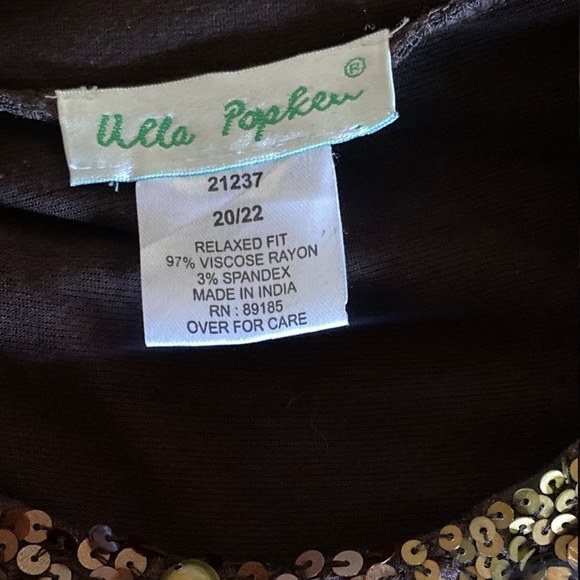 Ulla Popken®
21237
20/22
RELAXED FIT
97% VISCOSE RAYON
3% SPANDEX
MADE IN INDIA
RN : 89185
OVER FOR CARE